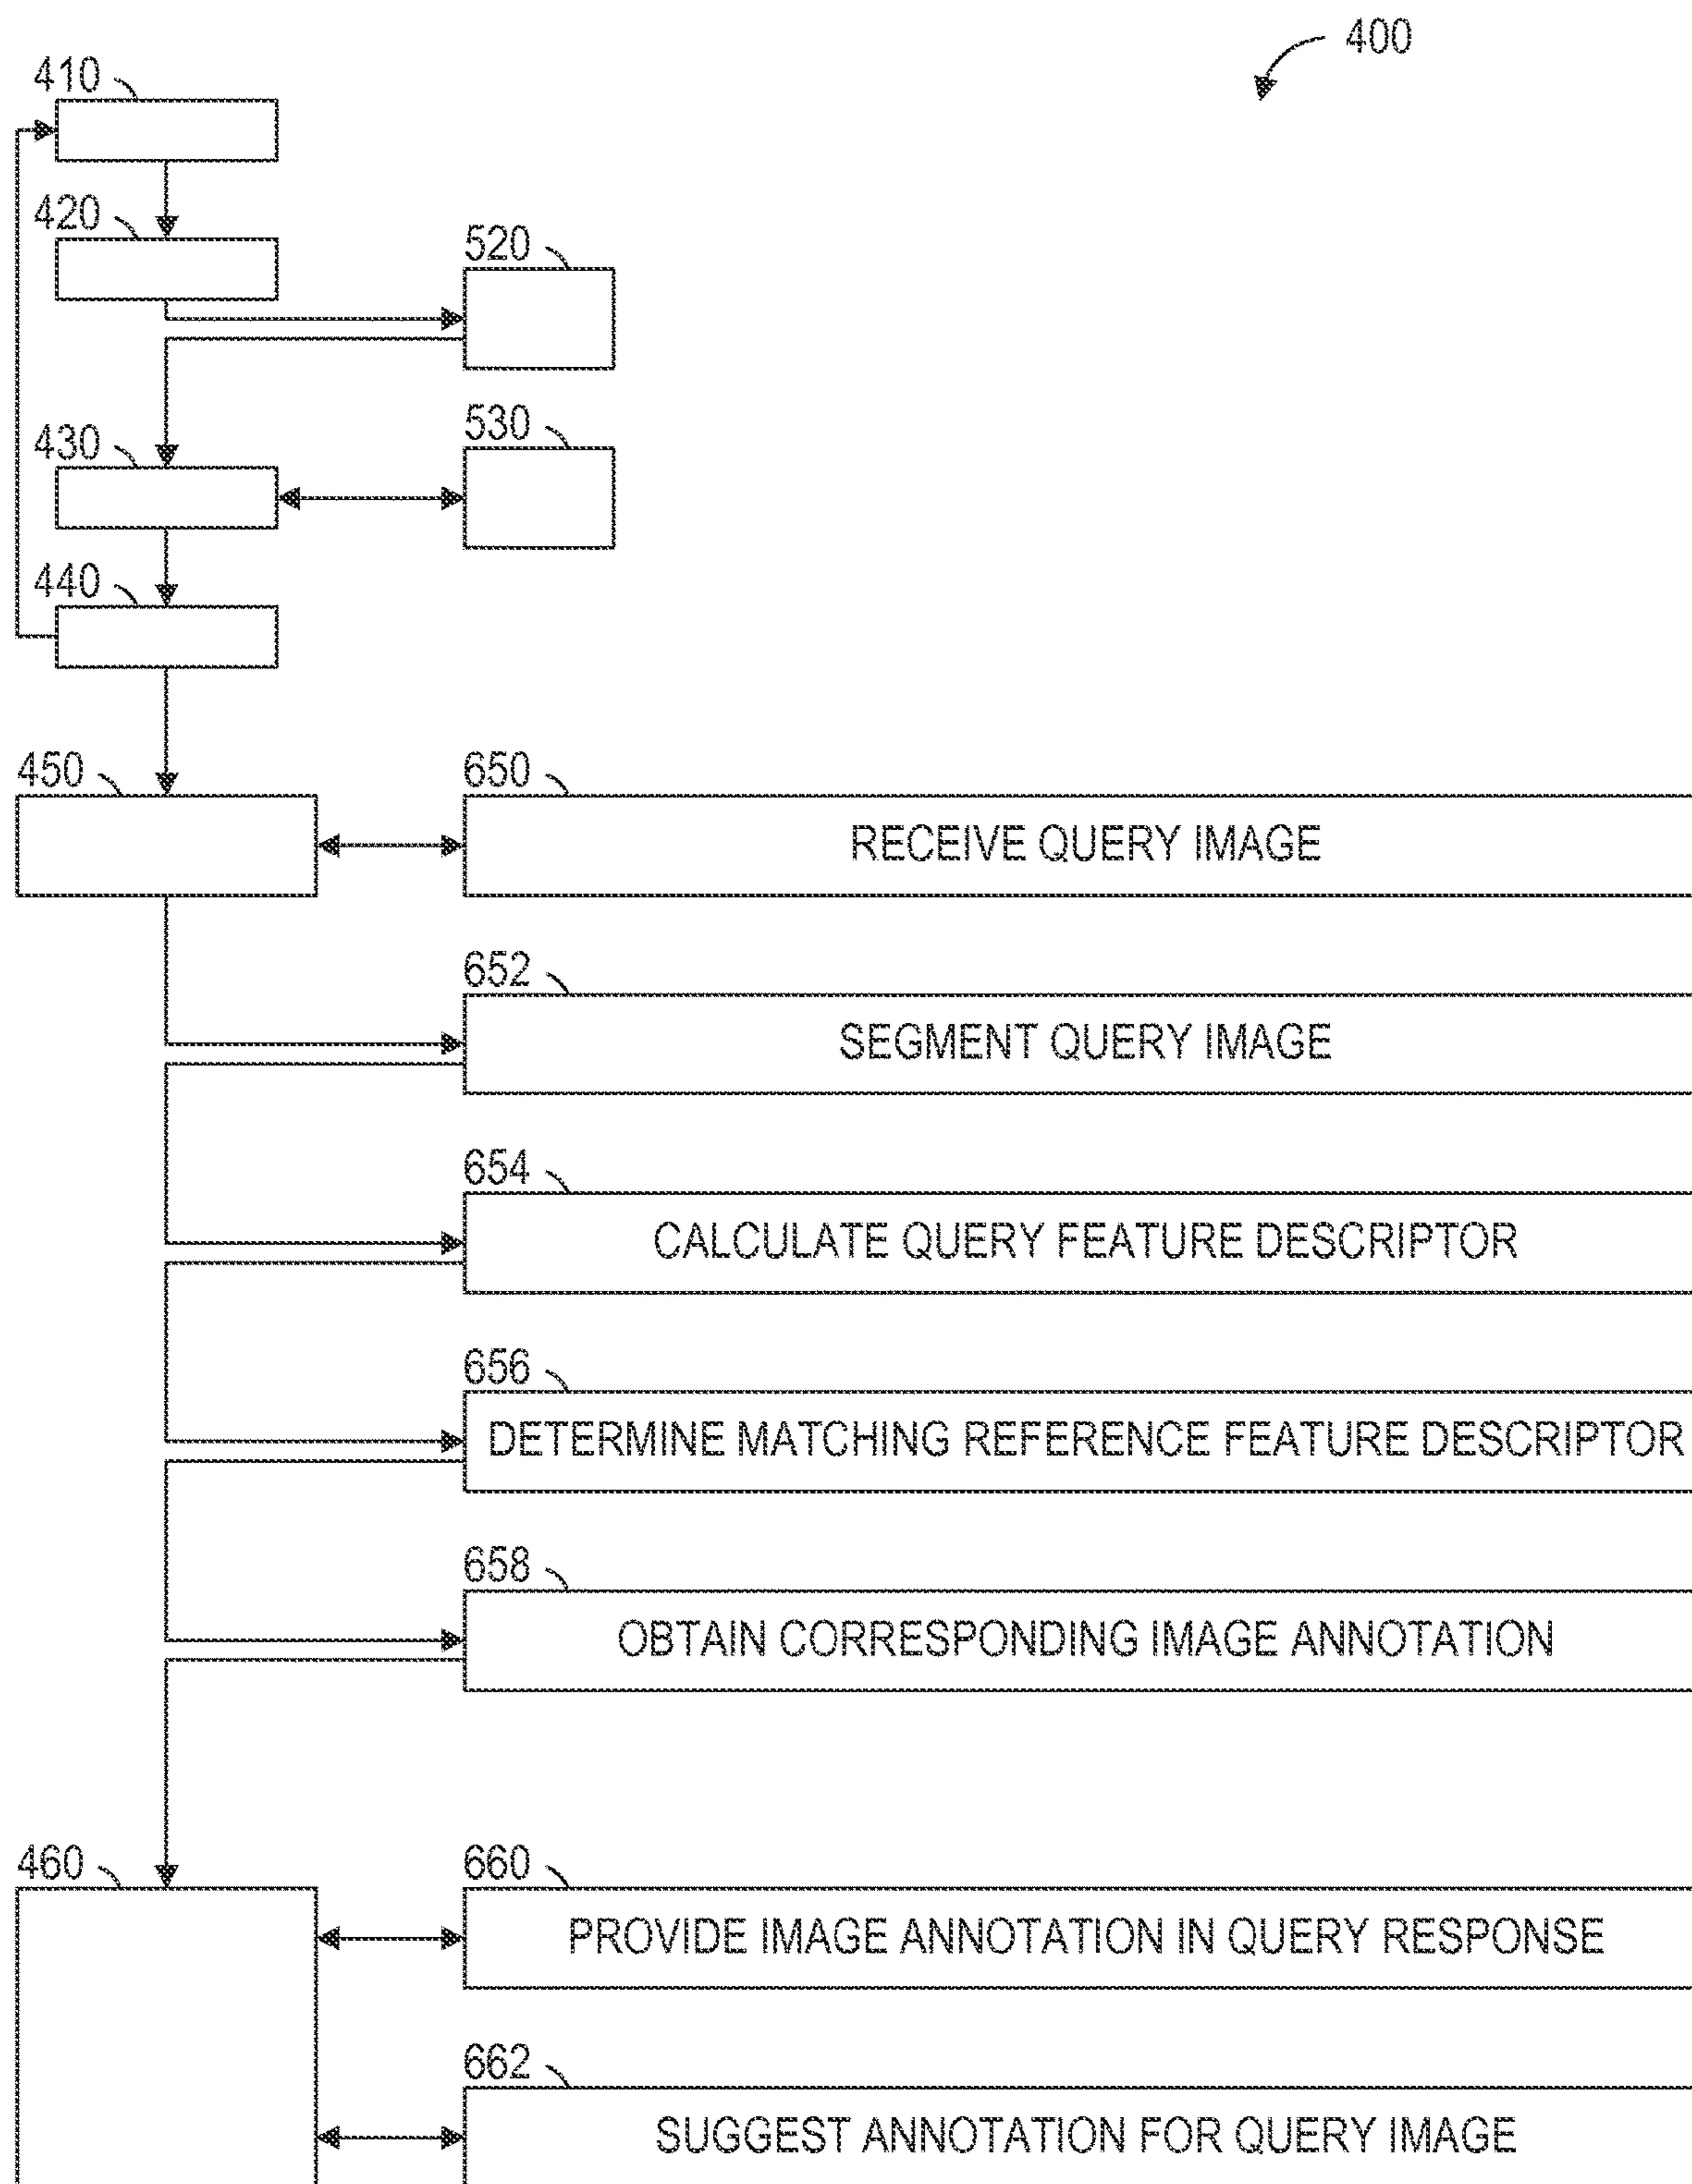 400
410
420
520
430
530
440
450
650
RECEIVE QUERY IMAGE
652
SEGMENT QUERY IMAGE
654
CALCULATE QUERY FEATURE DESCRIPTOR
656
DETERMINE MATCHING REFERENCE FEATURE DESCRIPTOR
658
OBTAIN CORRESPONDING IMAGE ANNOTATION
460
660
PROVIDE IMAGE ANNOTATION IN QUERY RESPONSE
662
SUGGEST ANNOTATION FOR QUERY IMAGE